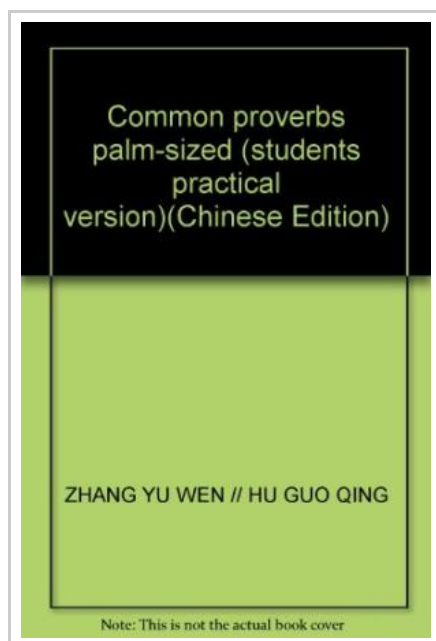 Common proverbs
palm-sized (students
practical
version)(Chinese Edition)
ZHANG YU WEN // HU GUO QING
Note: This is not the actual book cover